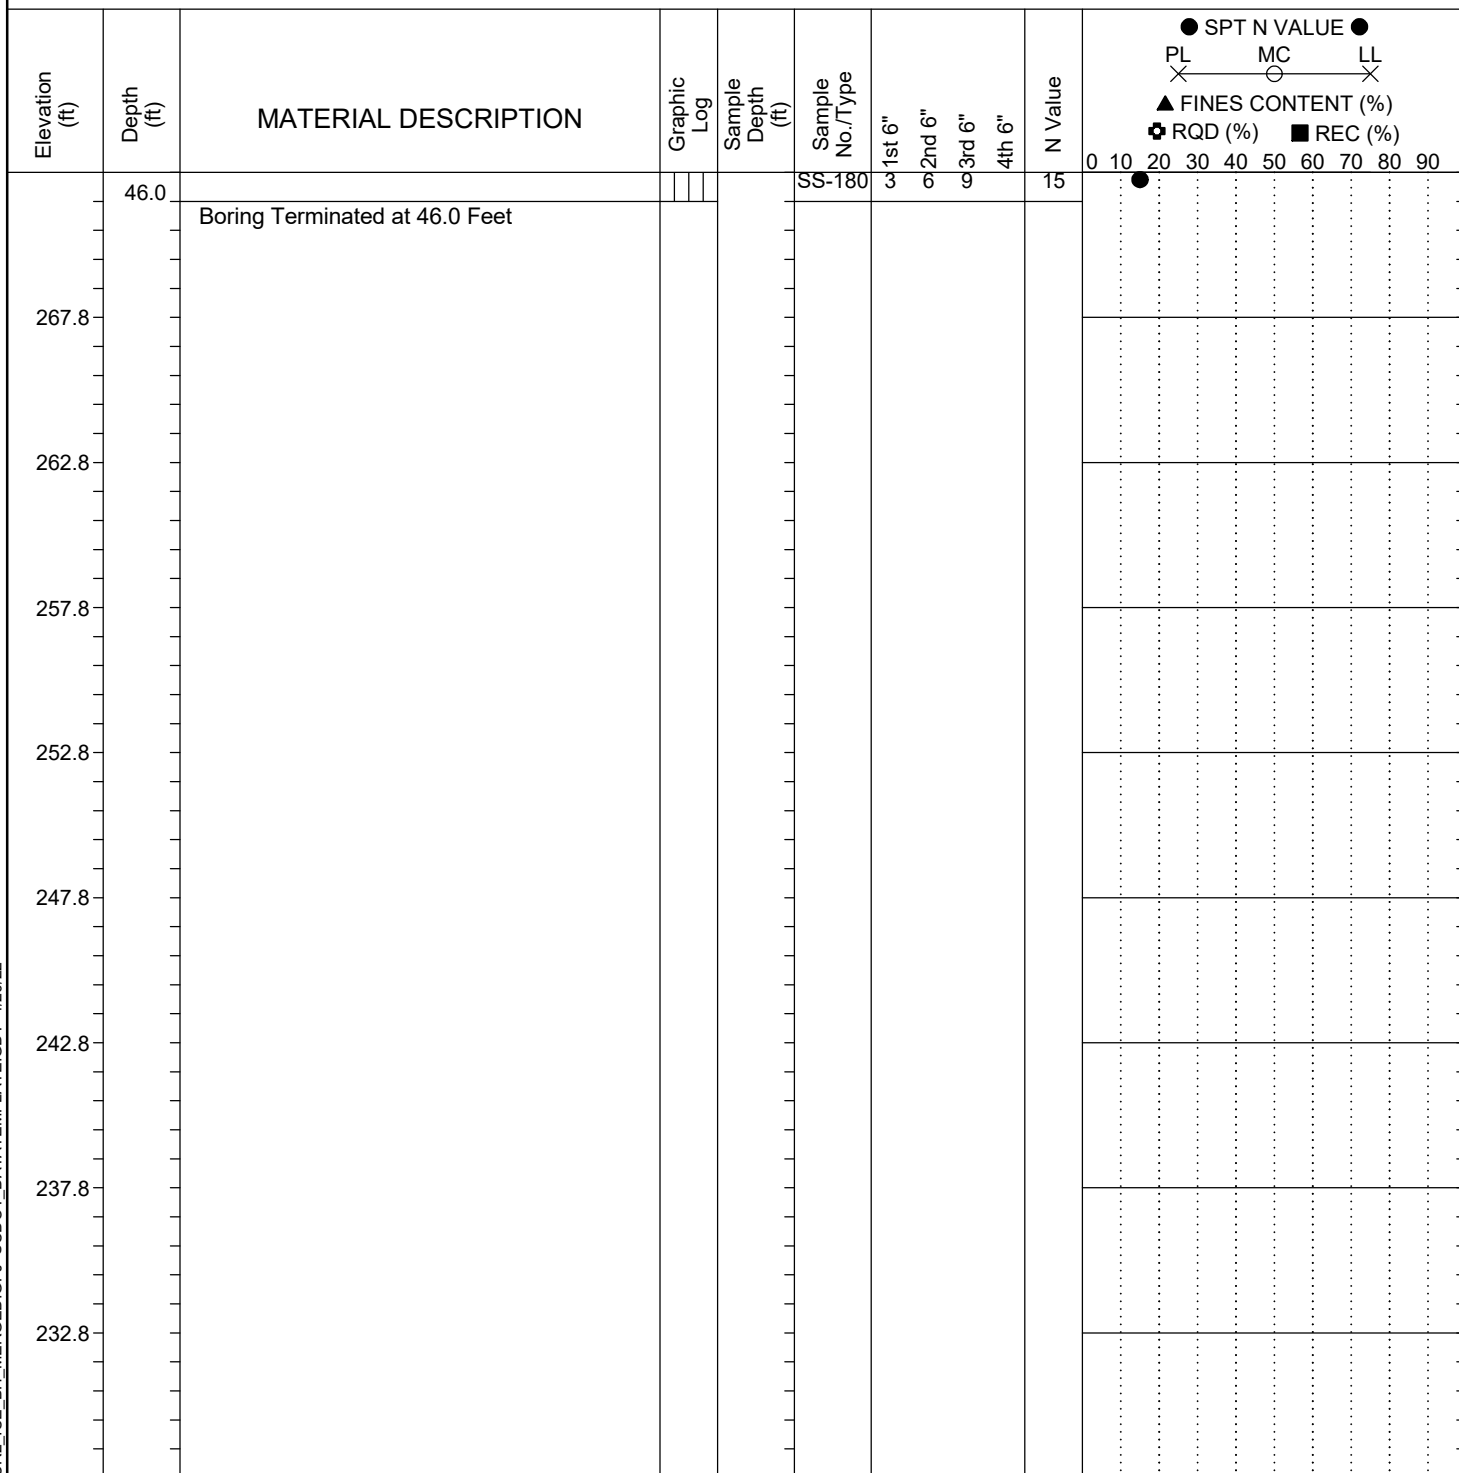 ● SPT N VALUE ●
PL MC LL
▲ FINES CONTENT (%)
RQD (%) ■ REC (%)
0 10 20 30 40 50 60 70 80 90
Elevation
(ft)
Depth
(ft)
MATERIAL DESCRIPTION
Graphic
Log
Sample
Depth
(ft)
Sample
No./Type
1st 6"
2nd 6"
3rd 6"
4th 6"
N Value
46.0
SS-180 3 6 9 15
Boring Terminated at 46.0 Feet
267.8
262.8
257.8
252.8
247.8
242.8
237.8
232.8